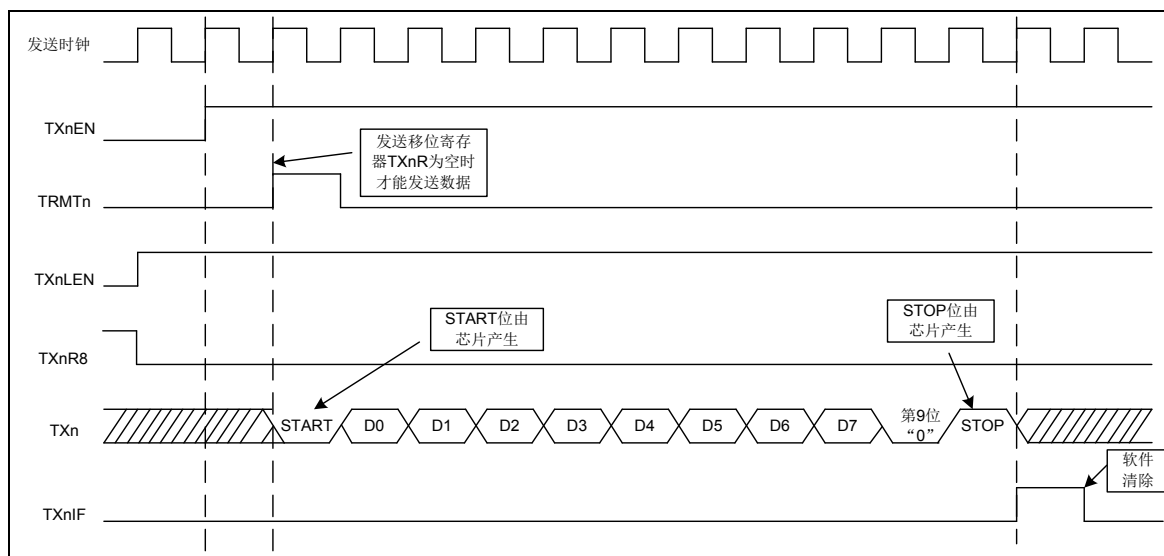 发送时钟
TXnEN
发送移位寄存
器TXnR为空时
才能发送数据
TRMTn
TXnLEN
START位由
芯片产生
STOP位由
芯片产生
TXnR8
TXn
START
D0
D1
D2
D3
D4
D5
D6
D7
第9位
“0”
STOP
软件
清除
TXnIF